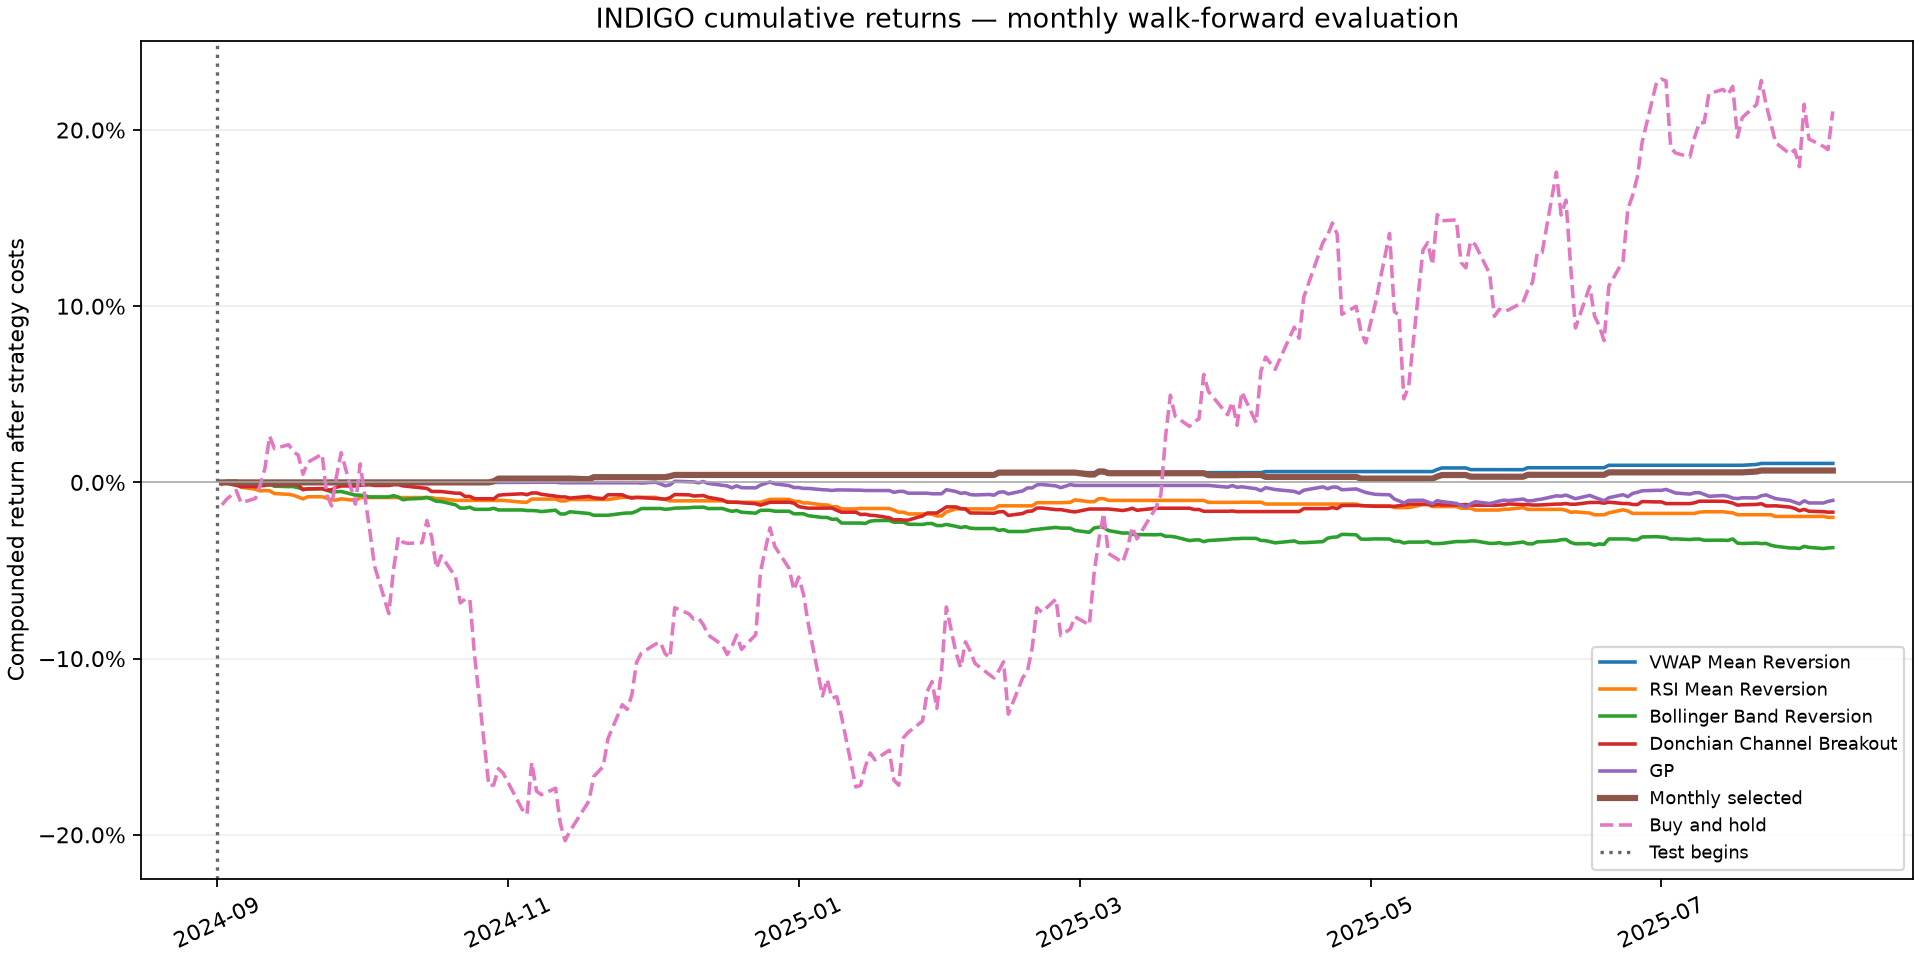 INDIGO cumulative returns — monthly walk-forward evaluation
Compounded return after strategy costs
20.0%
10.0%
0.0%
−10.0%
−20.0%
2024-09
2024-11
2025-01
2025-03
2025-05
2025-07
VWAP Mean Reversion
RSI Mean Reversion
Bollinger Band Reversion
Donchian Channel Breakout
GP
Monthly selected
Buy and hold
Test begins